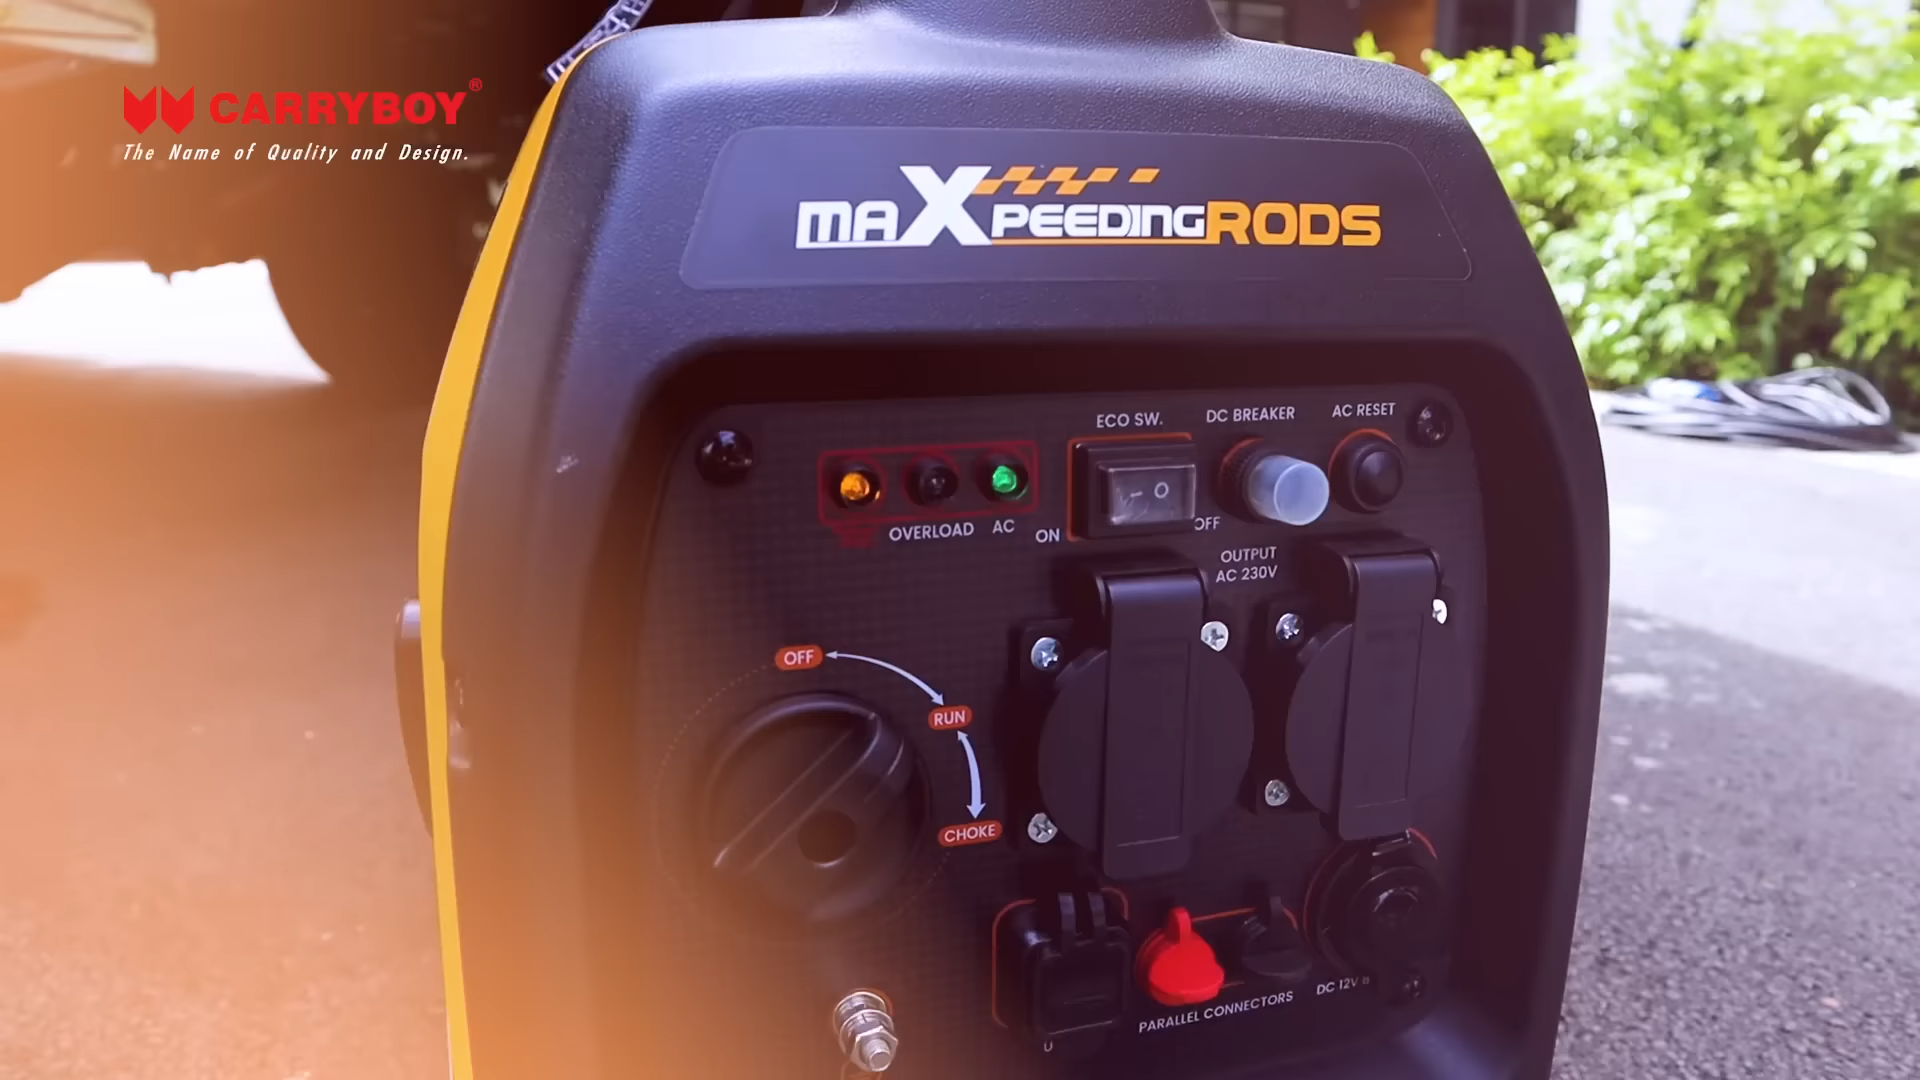 CARRYBOY®
The Name of Quality and Design.
maXpeedingRODS
ECO SW.
DC BREAKER
AC RESET
OVERLOAD
AC
ON
OFF
OUTPUT
AC 230V
OFF
RUN
CHOKE
PARALLEL CONNECTORS
DC 12V